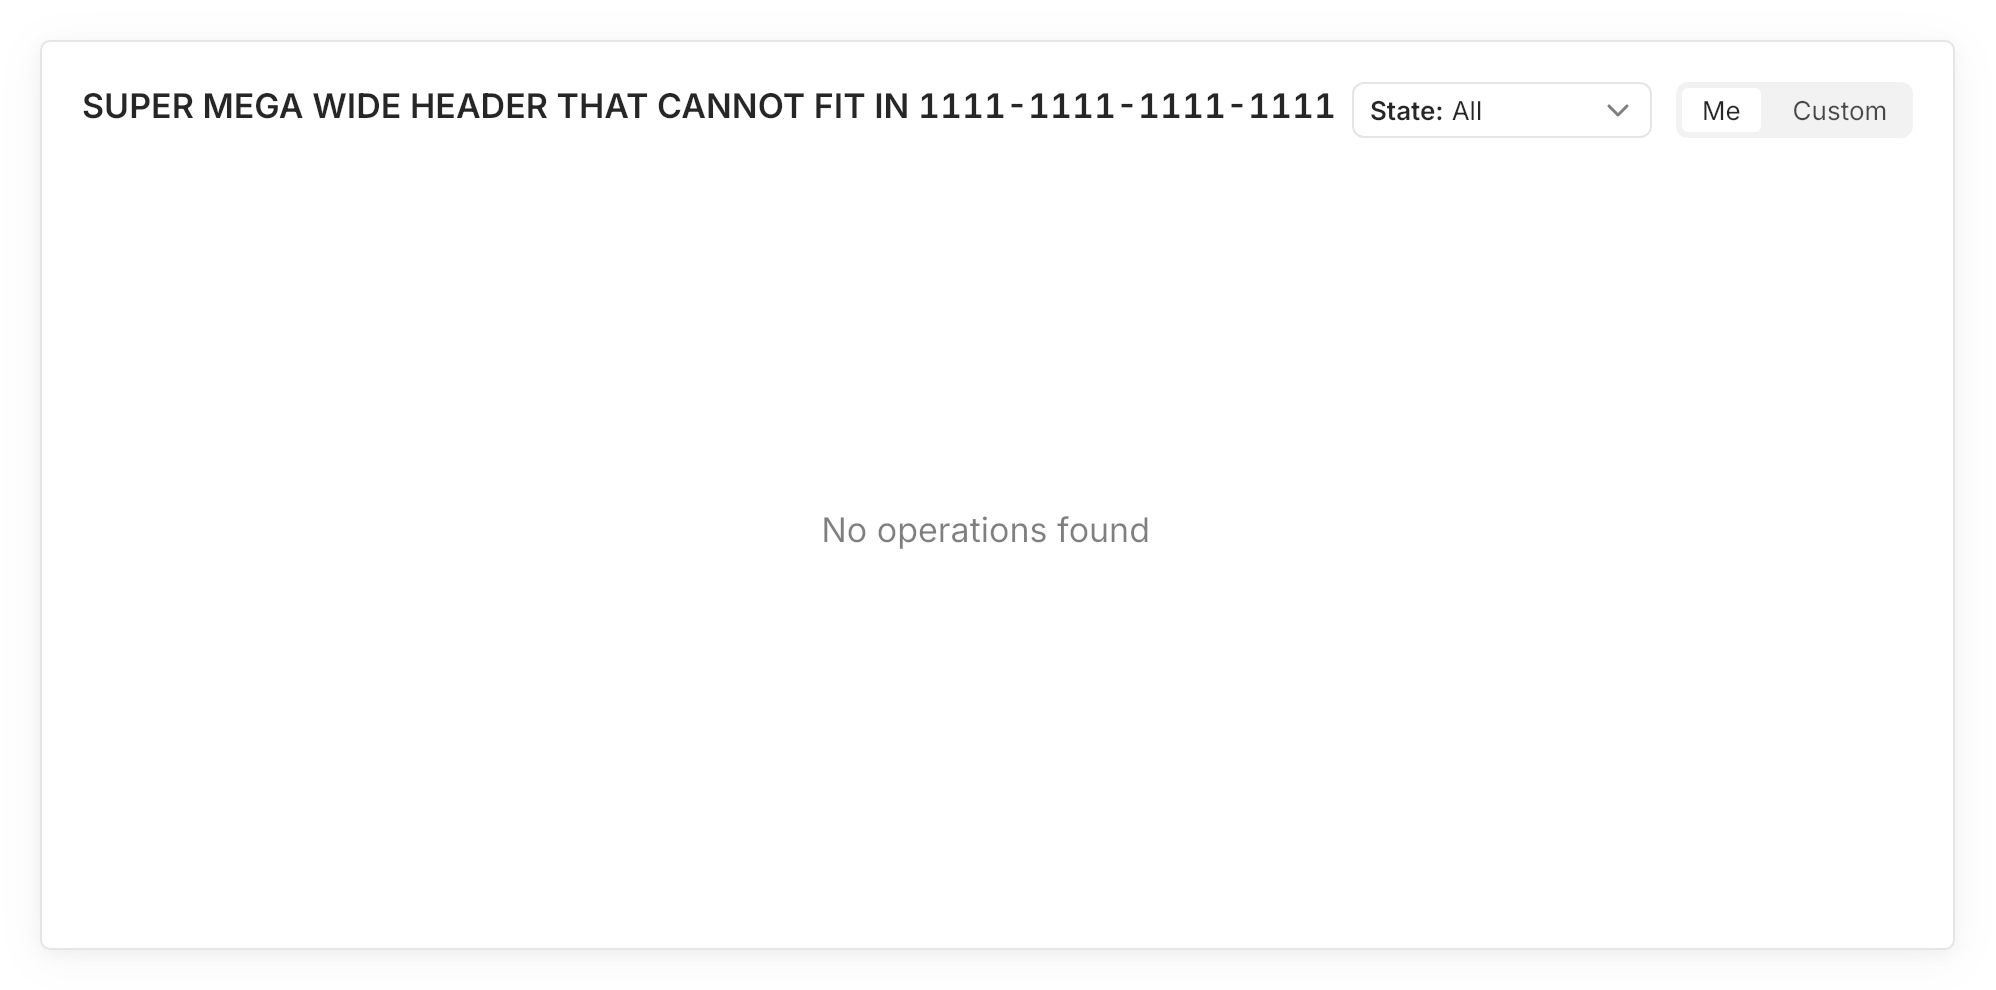 SUPER MEGA WIDE HEADER THAT CANNOT FIT IN 1111-1111-1111-1111 State: All Me Custom
No operations found